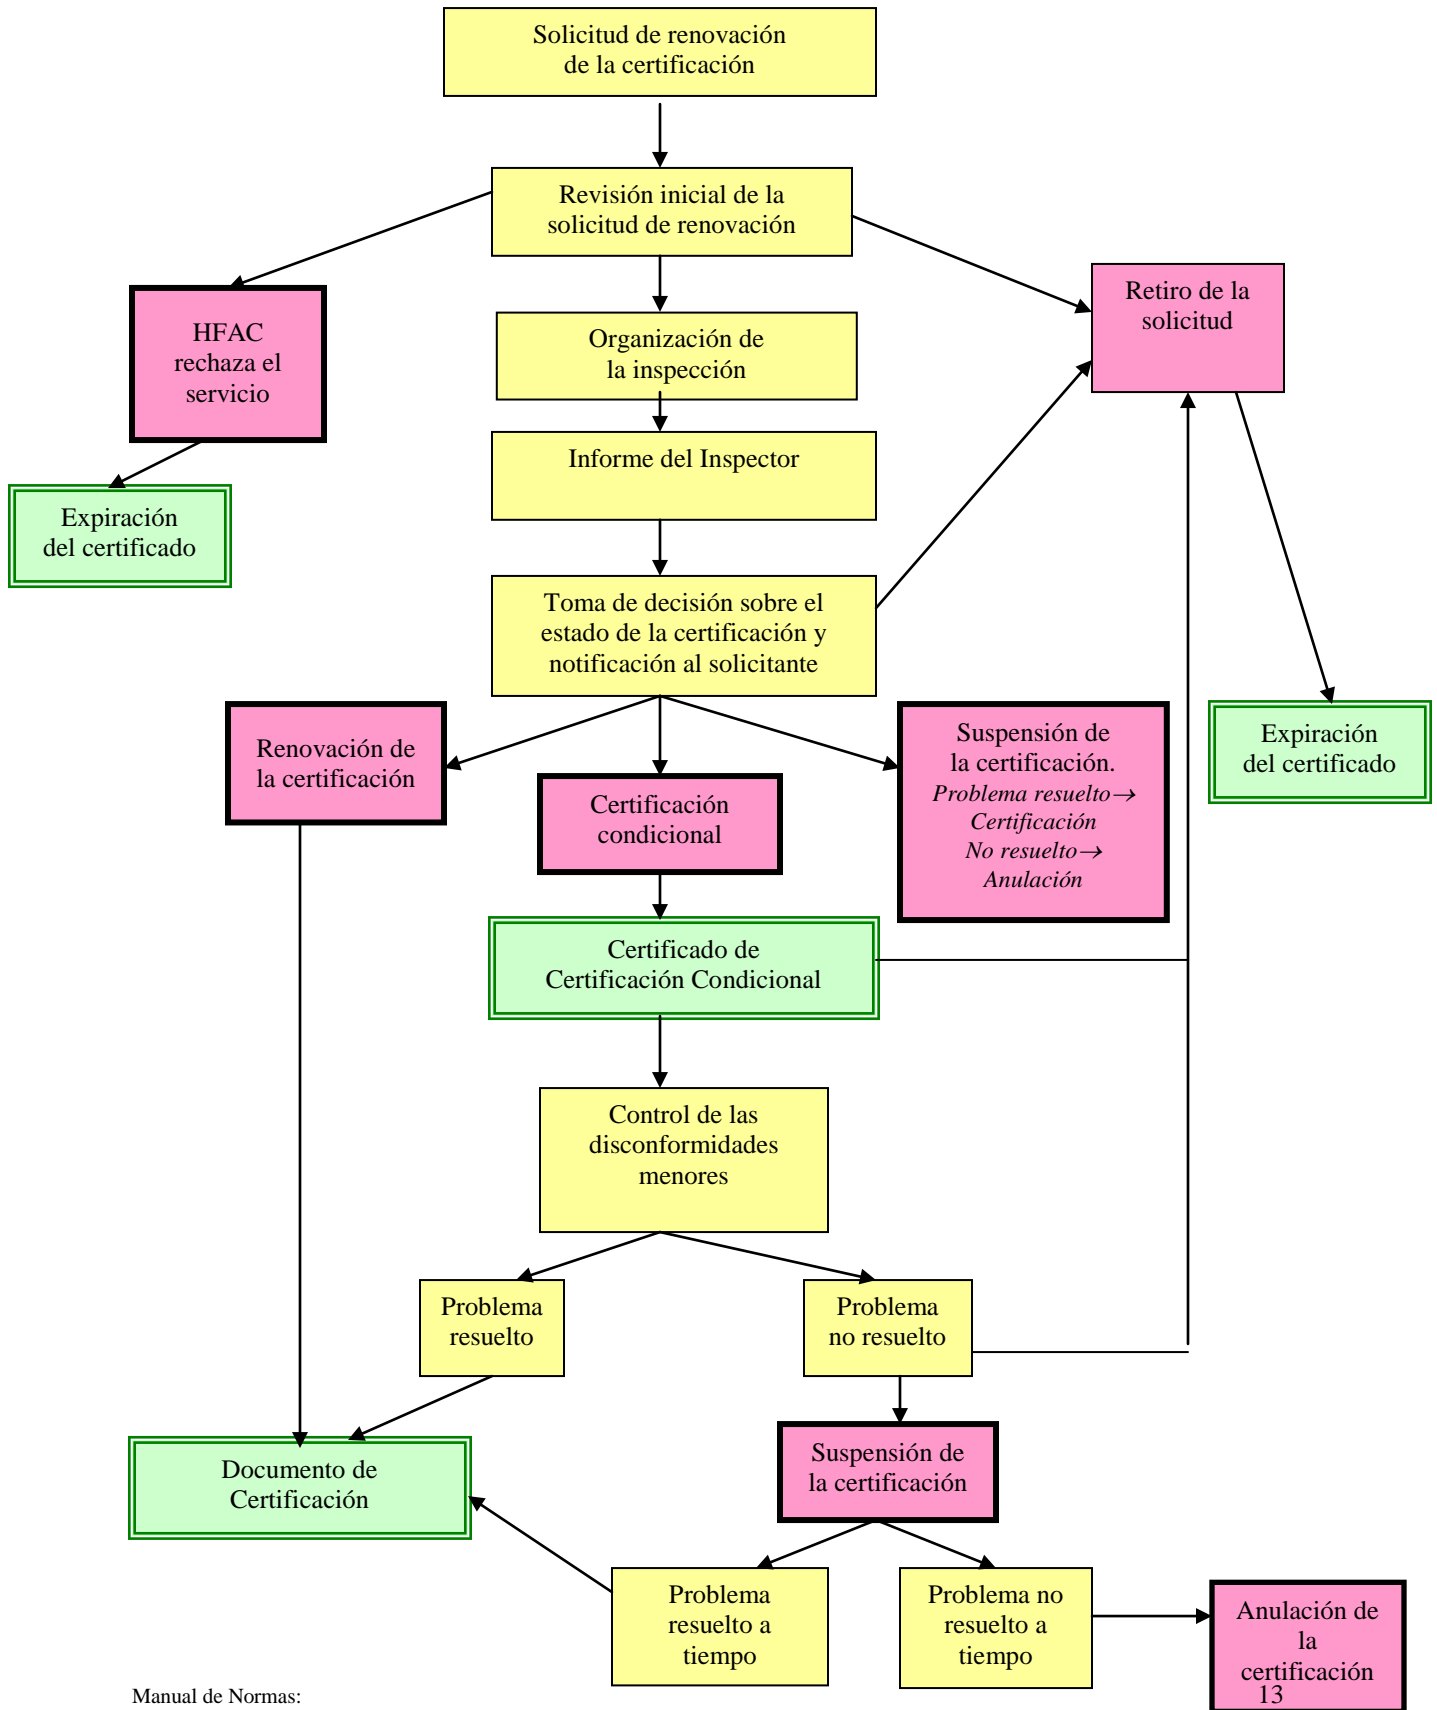 Solicitud de renovación
de la certificación
Revisión inicial de la
solicitud de renovación
Retiro de la
solicitud
HFAC
rechaza el
servicio
Organización de
la inspección
Informe del Inspector
Expiración
del certificado
Toma de decisión sobre el
estado de la certificación y
notificación al solicitante
Renovación de
la certificación
Certificación
condicional
Suspensión de
la certificación.
Problema resuelto→
Certificación
No resuelto→
Anulación
Expiración
del certificado
Certificado de
Certificación Condicional
Control de las
disconformidades
menores
Problema
resuelto
Problema
no resuelto
Documento de
Certificación
Suspensión de
la certificación
Problema
resuelto a
tiempo
Problema no
resuelto a
tiempo
Anulación de
la
certificación
Manual de Normas:
13